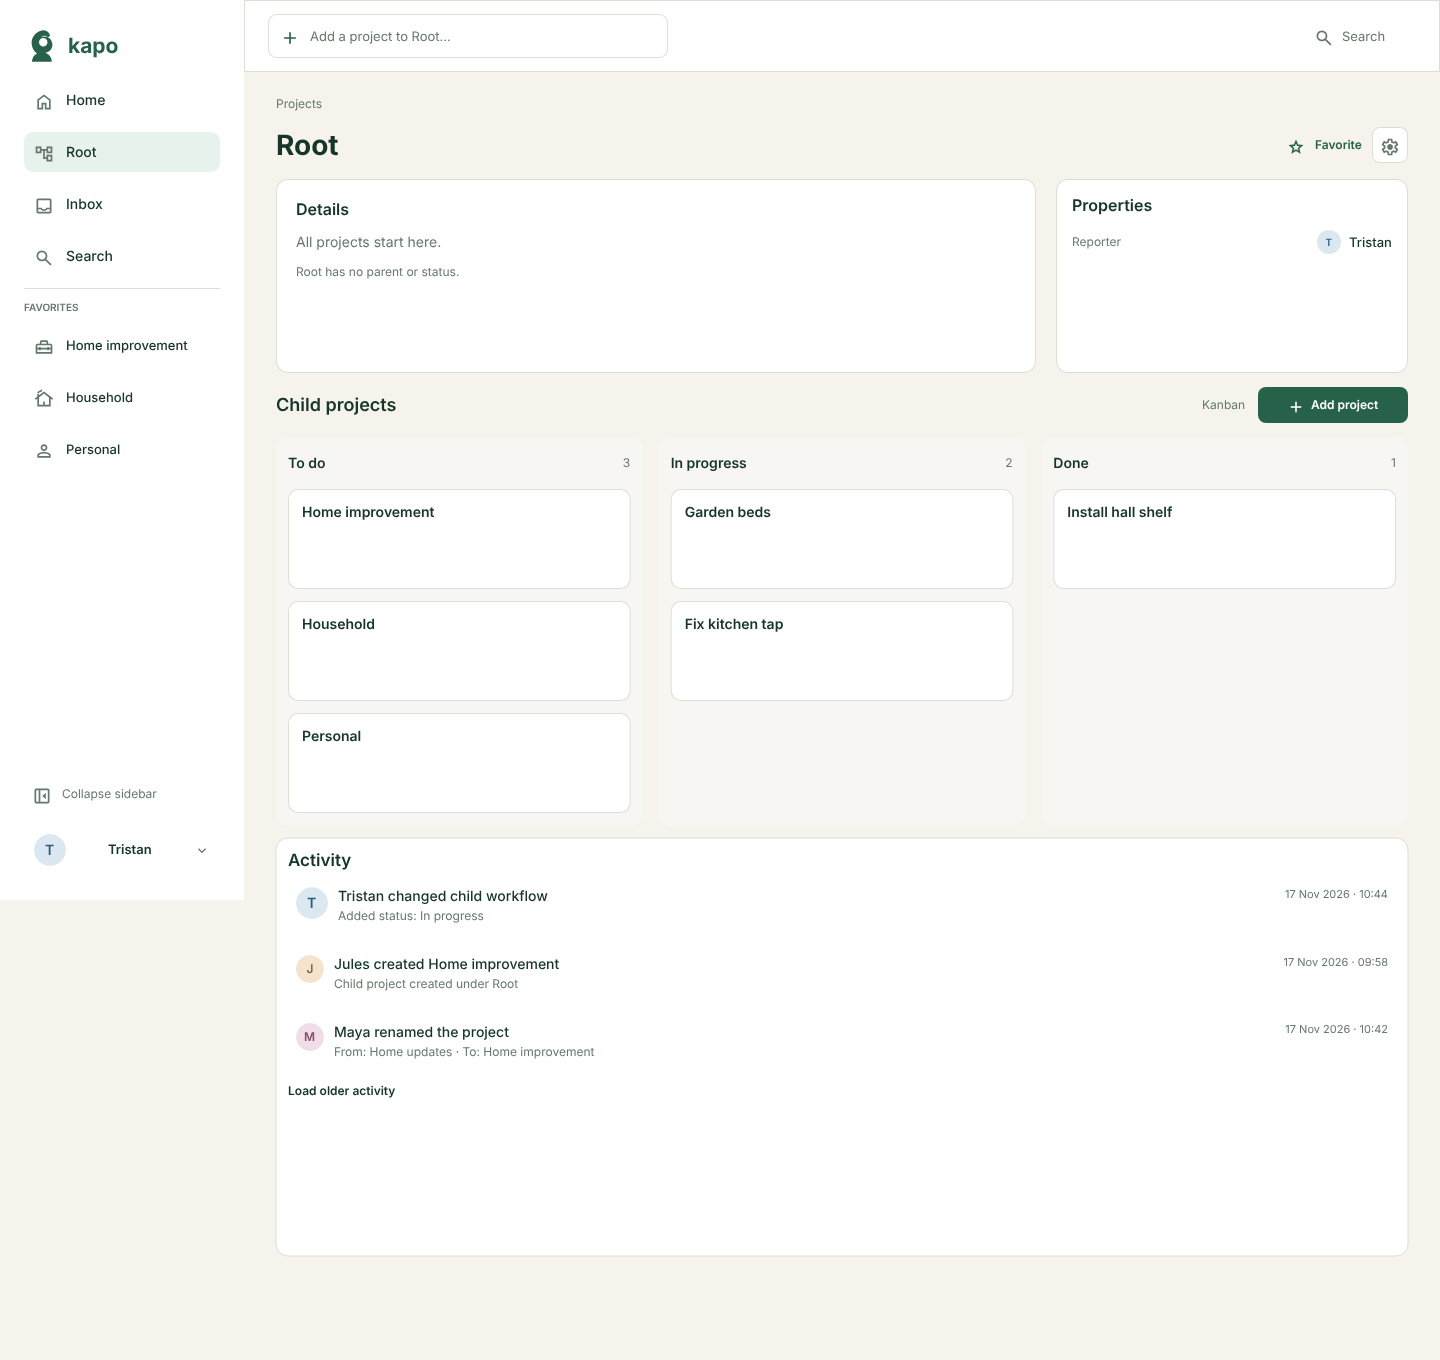 kapo
Home
Root
Inbox
Search
FAVORITES
Home improvement
Household
Personal
Collapse sidebar
T Tristan
Add a project to Root...
Search
Projects
Root
Favorite
Details
All projects start here.
Root has no parent or status.
Properties
Reporter T Tristan
Child projects
Kanban
Add project
To do 3
Home improvement
Household
Personal
In progress 2
Garden beds
Fix kitchen tap
Done 1
Install hall shelf
Activity
T Tristan changed child workflow 17 Nov 2026 · 10:44
Added status: In progress
J Jules created Home improvement 17 Nov 2026 · 09:58
Child project created under Root
M Maya renamed the project 17 Nov 2026 · 10:42
From: Home updates · To: Home improvement
Load older activity